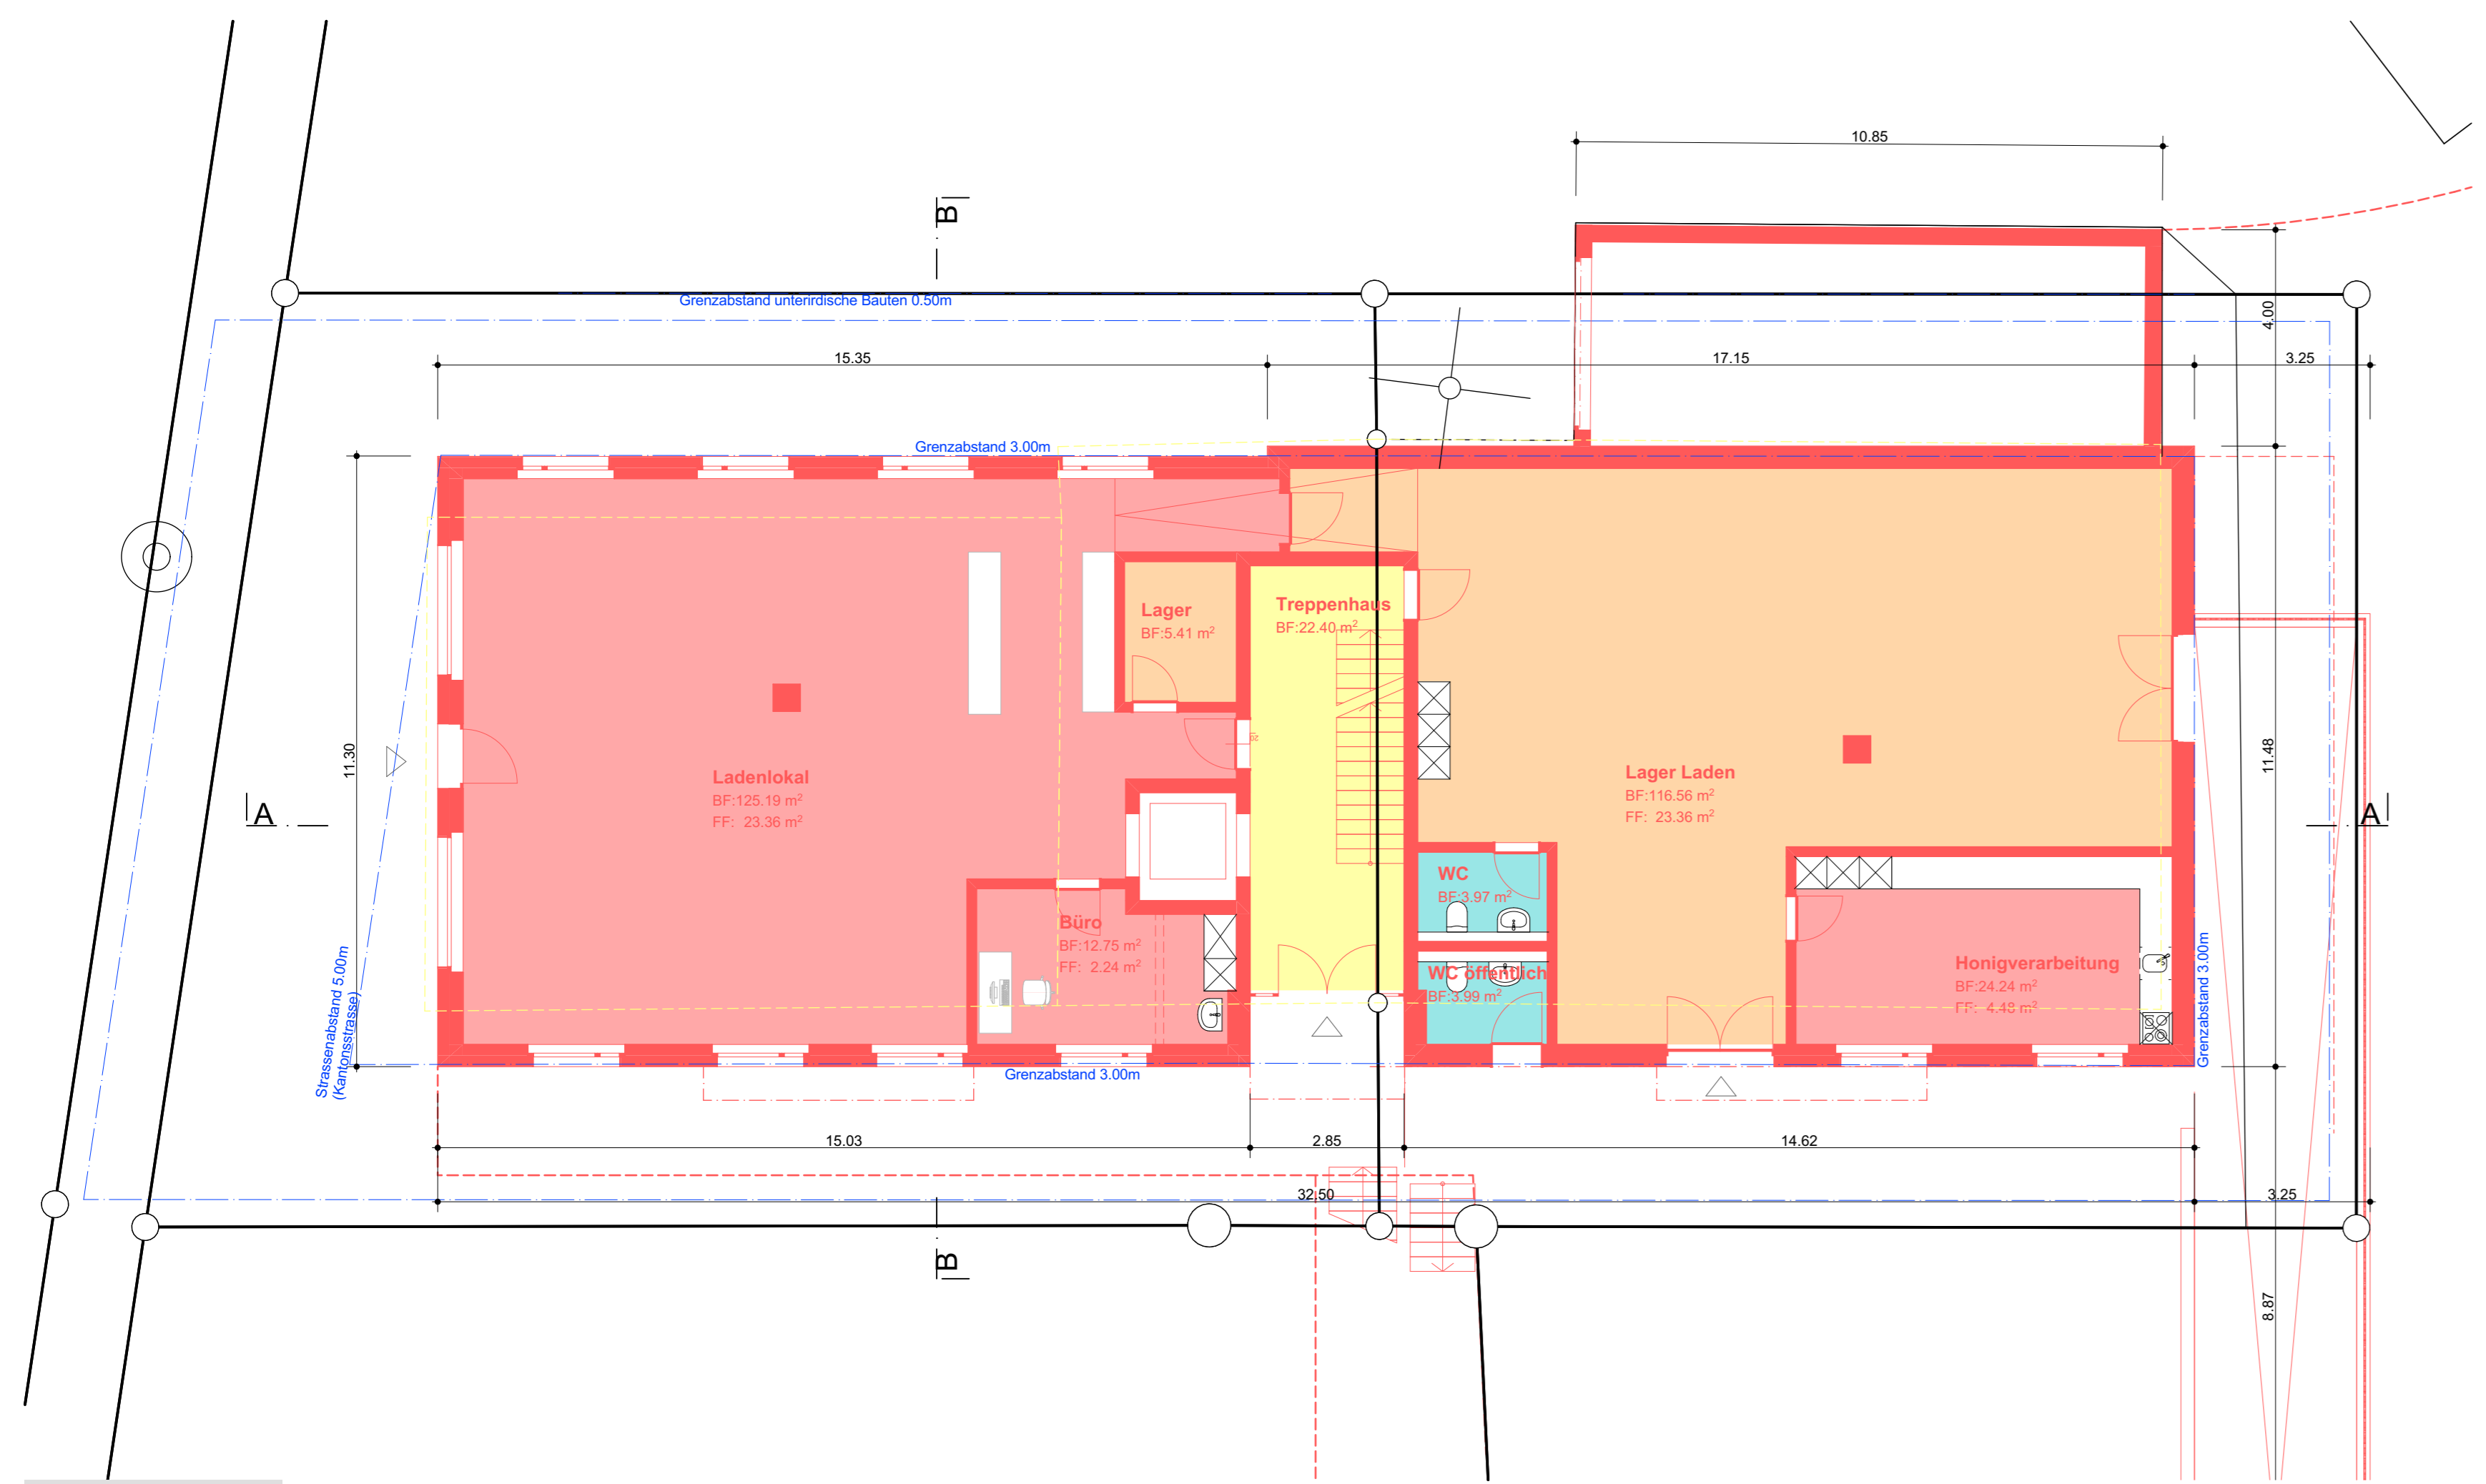 10.85
B
Grenzabstand unterirdische Bauten 0.50m
4.00
15.35
17.15
3.25
Grenzabstand 3.00m
Lager
BF:5.41 m²
Treppenhaus
BF:22.40 m²
11.30
11.48
Ladenlokal
BF:125.19 m²
FF: 23.36 m²
Lager Laden
BF:116.56 m²
FF: 23.36 m²
A
A
WC
BF:3.97 m²
Büro
BF:12.75 m²
FF: 2.24 m²
WC öffentlich
BF:3.99 m²
Honigverarbeitung
BF:24.24 m²
FF: 4.48 m²
Strassenabstand 5.00m
(Kantonsstrasse)
Grenzabstand 3.00m
Grenzabstand 3.00m
15.03
2.85
14.62
32.50
3.25
B
8.87